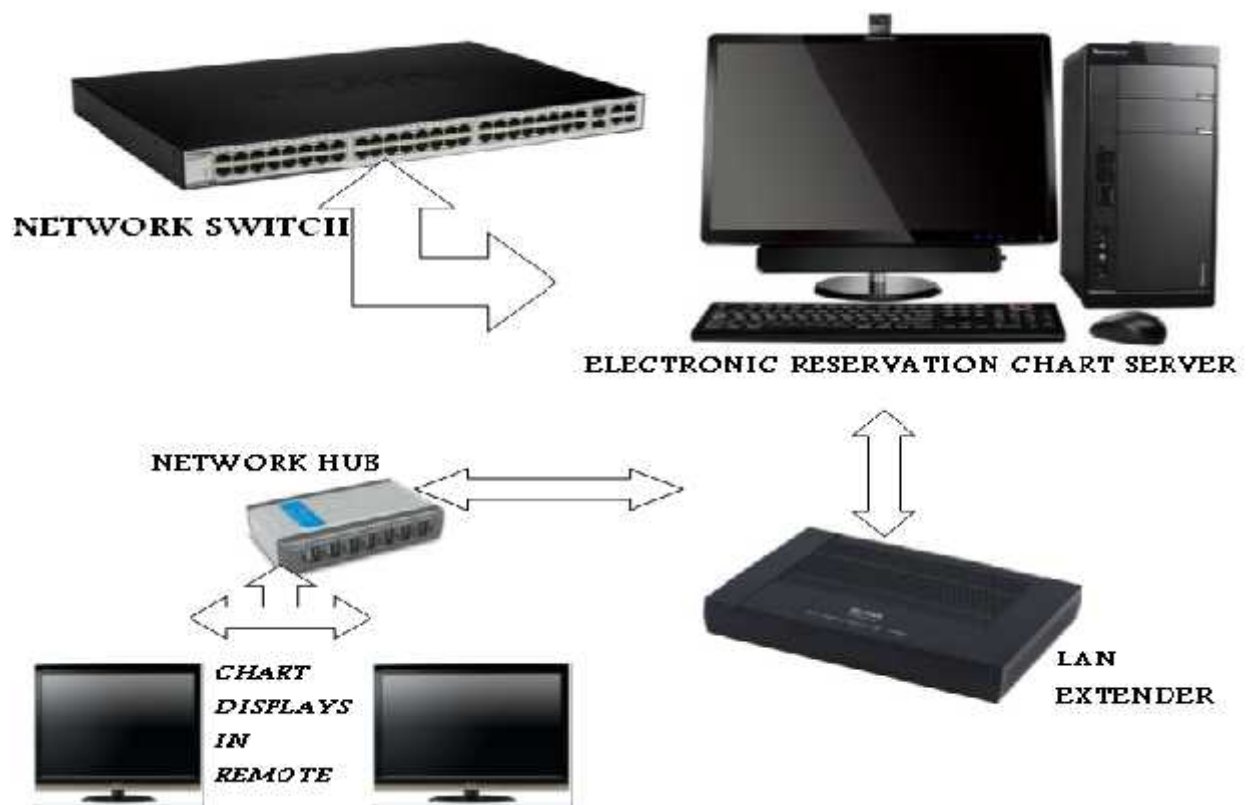 NETWORK SWITCH
ELECTRONIC RESERVATION CHART SERVER
NETWORK HUB
CHART
DISPLAYS
IN
REMOTE
LAN
EXTENDER